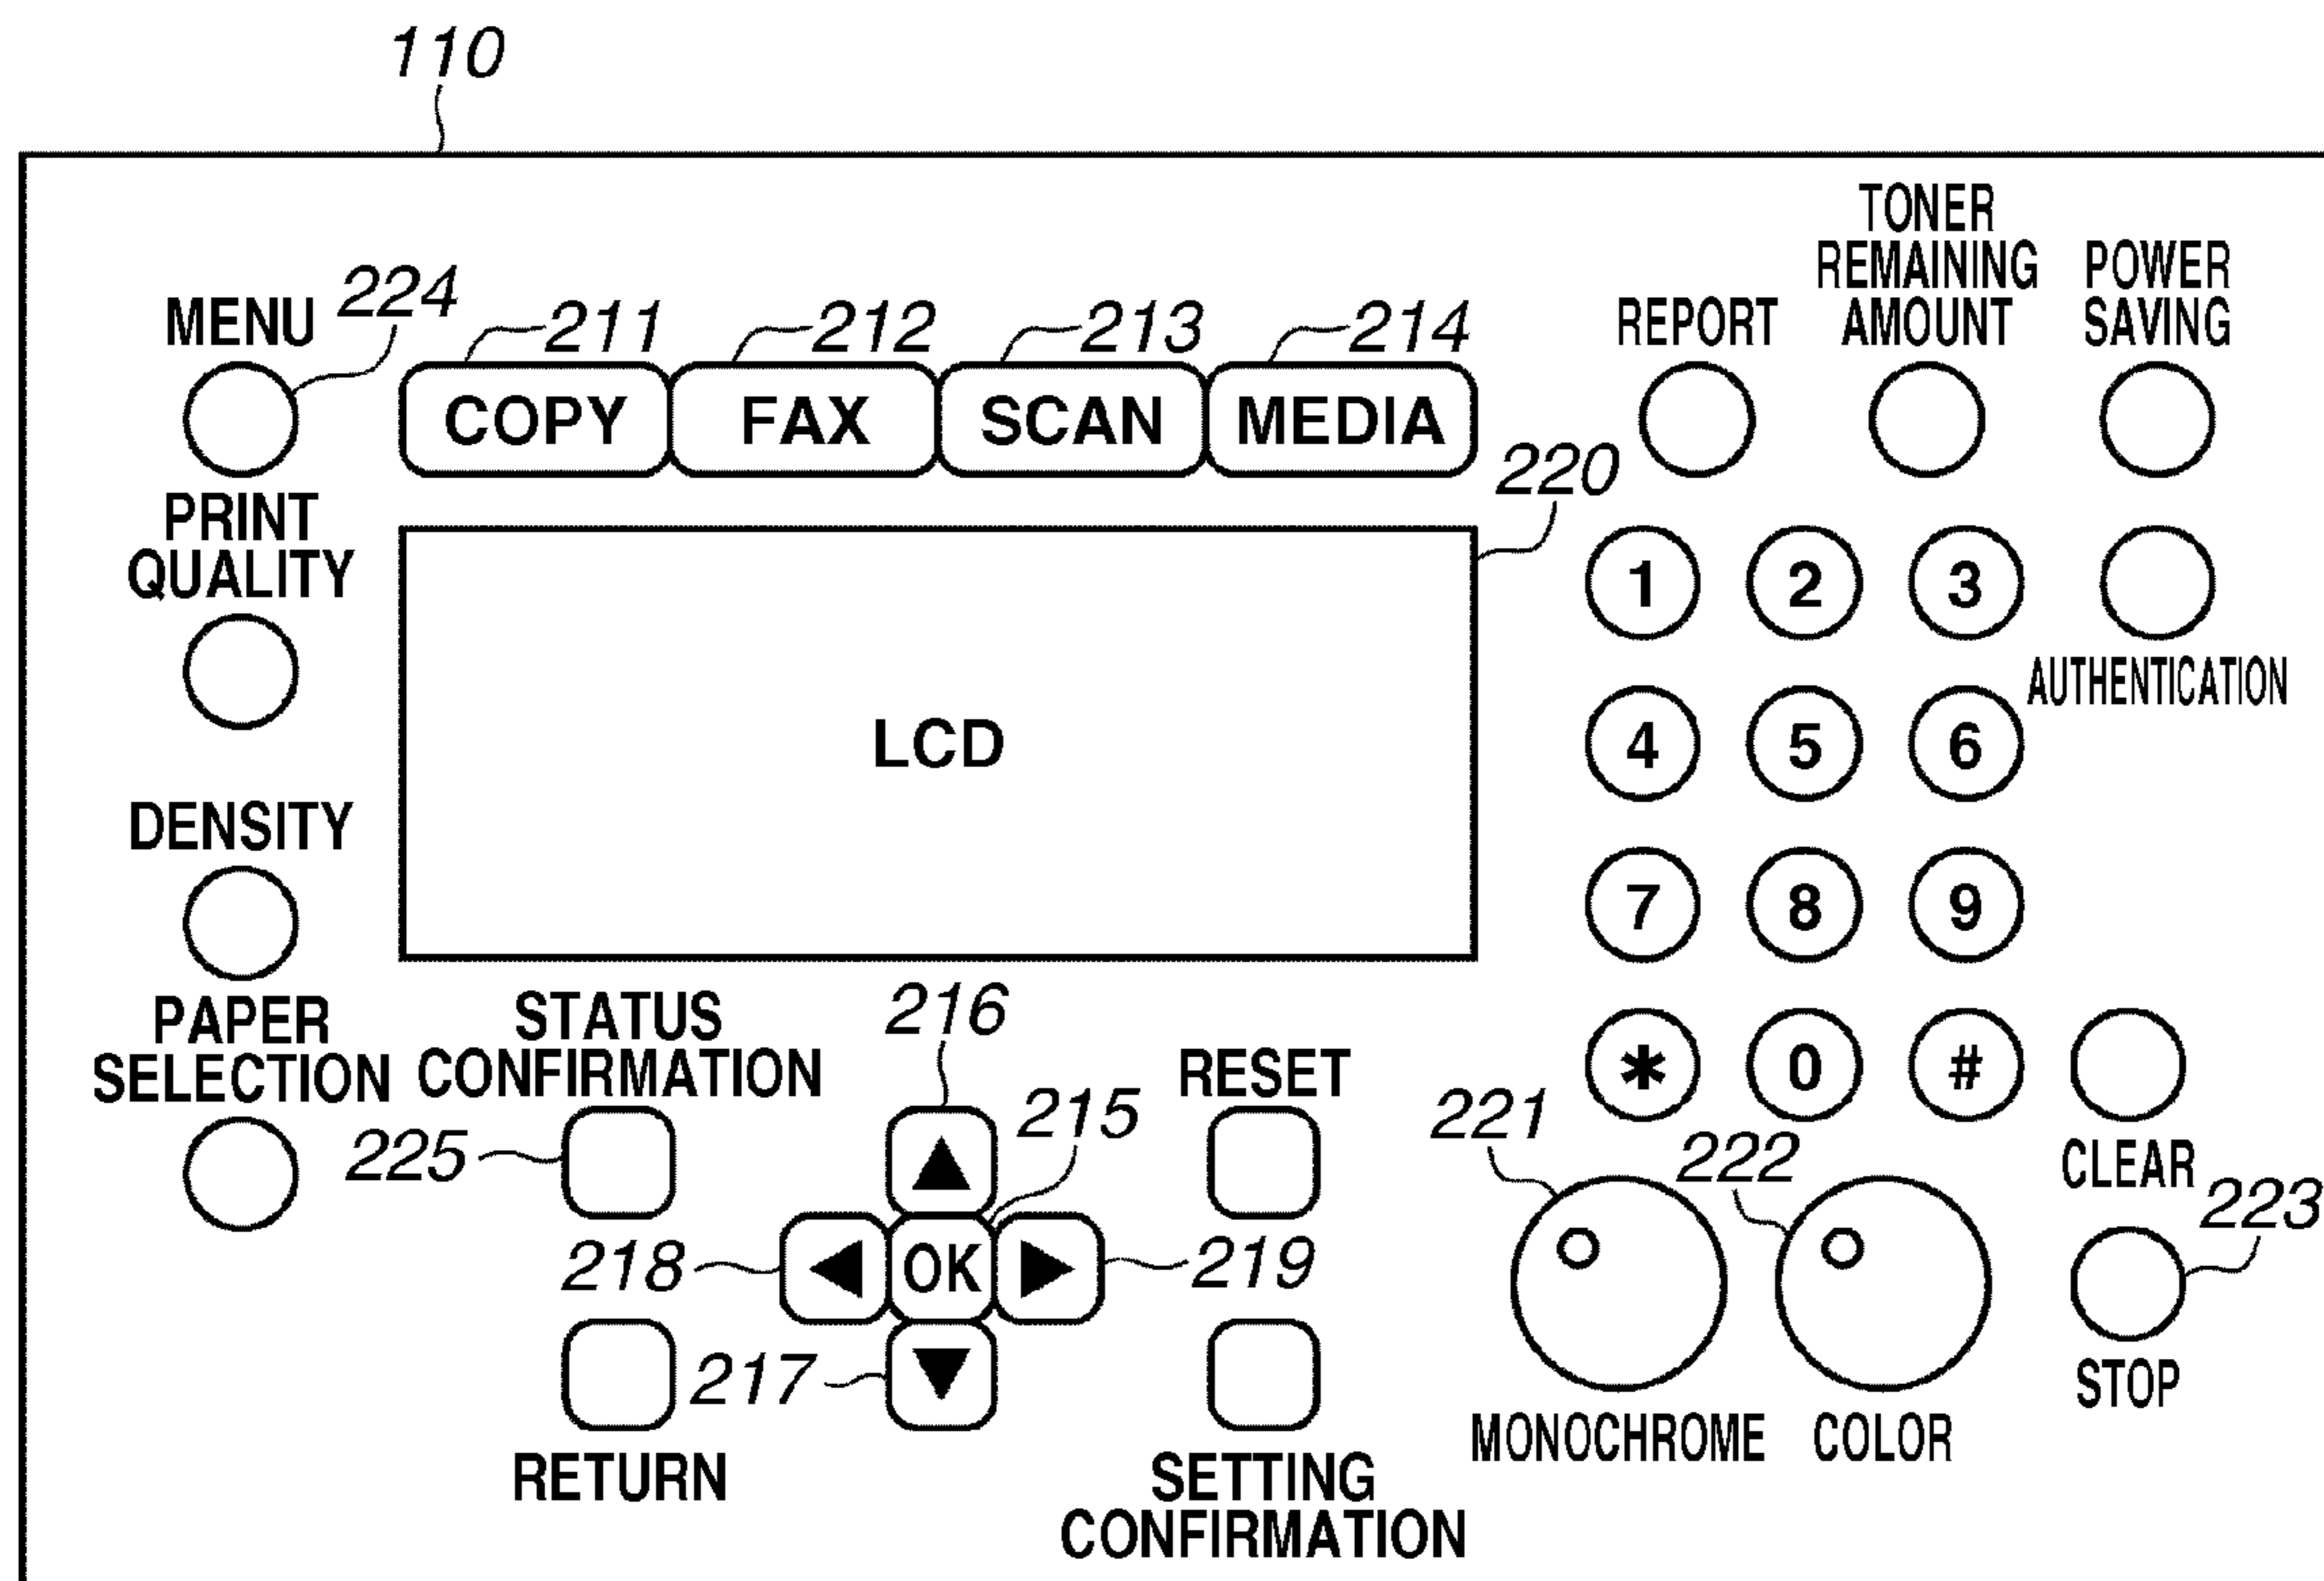 110
MENU
224
211
212
213
214
COPY
FAX
SCAN
MEDIA
REPORT
TONER
REMAINING
AMOUNT
POWER
SAVING
PRINT
QUALITY
220
LCD
1
2
3
AUTHENTICATION
4
5
6
DENSITY
7
8
9
PAPER
SELECTION
STATUS
CONFIRMATION
225
216
215
RESET
*
0
#
CLEAR
218
OK
219
217
221
222
223
MONOCHROME
COLOR
STOP
RETURN
SETTING
CONFIRMATION